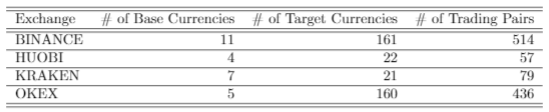 Exchange # of Base Currencies # of Target Currencies # of Trading Pairs
BINANCE 11 161 514
HUOBI 4 22 57
KRAKEN 7 21 79
OKEX 5 160 436